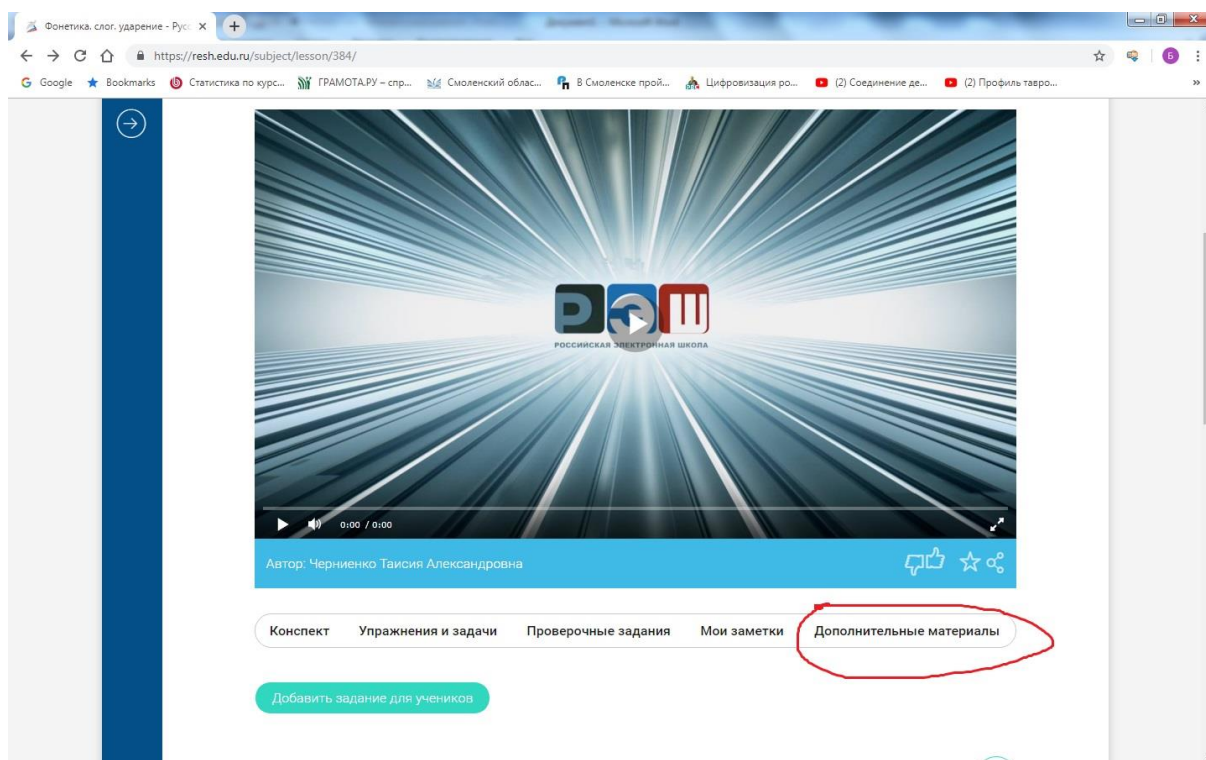 Фонетика. слог. ударение - Рус
https://resh.edu.ru/subject/lesson/384/
Б
Google Bookmarks Статистика по курс... ГРАМОТА.РУ – спр... Смоленский облас... В Смоленске прой... Цифровизация ро... (2) Соединение де... (2) Профиль тавро... »
РЭШ
РОССИЙСКАЯ ЭЛЕКТРОННАЯ ШКОЛА
0:00 / 0:00
Автор: Черниенко Таисия Александровна
Конспект Упражнения и задачи Проверочные задания Мои заметки Дополнительные материалы
Добавить задание для учеников